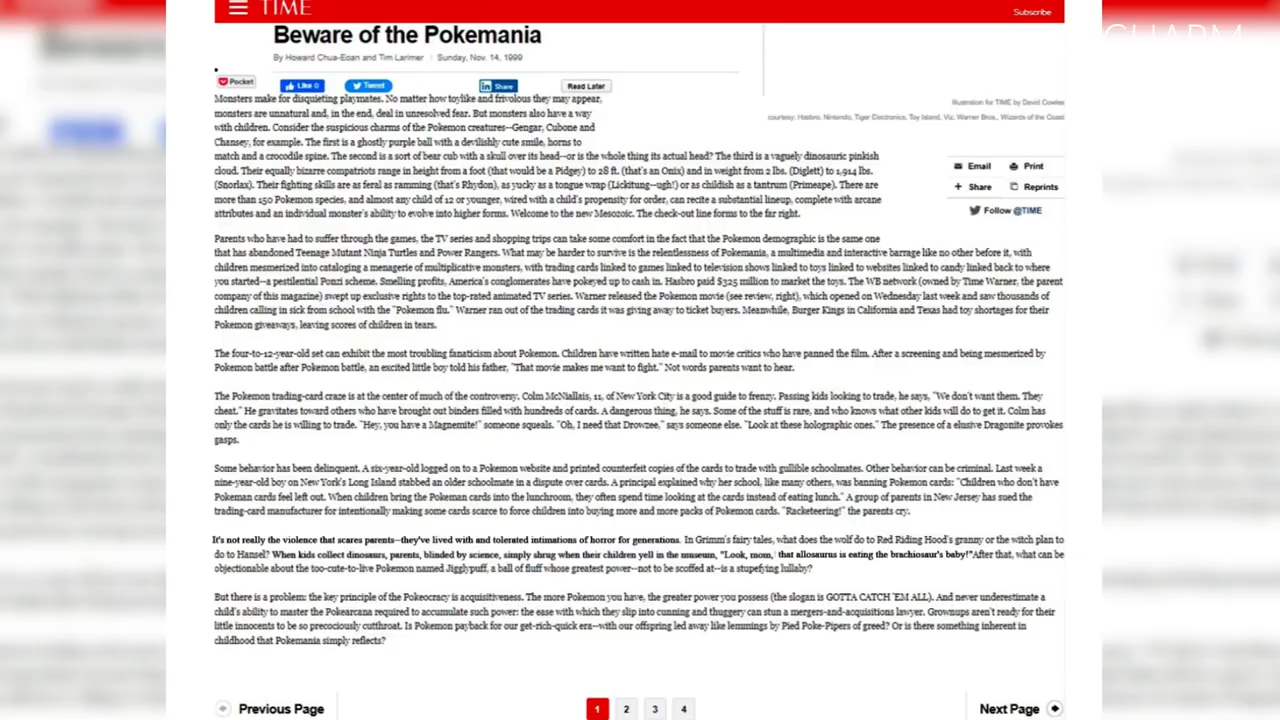 TIME
Subscribe
CHARM
Beware of the Pokemania
By Howard Chua-Eoan and Tim Larimer Sunday, Nov. 14, 1999
Pocket Like 0 Tweet Share Read Later
Illustration for TIME by David Cowles
courtesy: Hasbro, Nintendo, Tiger Electronics, Toy Island, Viz, Warner Bros., Wizards of the Coast
Email Print
Share Reprints
Follow @TIME
Monsters make for disquieting playmates. No matter how toylike and frivolous they may appear,
monsters are unnatural and, in the end, deal in unresolved fear. But monsters also have a way
with children. Consider the suspicious charms of the Pokemon creatures--Gengar, Cubone and
Chansey, for example. The first is a ghostly purple ball with a devilishly cute smile, horns to
match and a crocodile spine. The second is a sort of bear cub with a skull over its head--or is the whole thing its actual head? The third is a vaguely dinosauric pinkish
cloud. Their equally bizarre compatriots range in height from a foot (that would be a Pidgey) to 28 ft. (that's an Onix) and in weight from 2 lbs. (Diglett) to 1,914 lbs.
(Snorlax). Their fighting skills are as feral as ramming (that's Rhydon), as yucky as a tongue wrap (Lickitung--ugh!) or as childish as a tantrum (Primeape). There are
more than 150 Pokemon species, and almost any child of 12 or younger, wired with a child's propensity for order, can recite a substantial lineup, complete with arcane
attributes and an individual monster's ability to evolve into higher forms. Welcome to the new Mesozoic. The check-out line forms to the far right.
Parents who have had to suffer through the games, the TV series and shopping trips can take some comfort in the fact that the Pokemon demographic is the same one
that has abandoned Teenage Mutant Ninja Turtles and Power Rangers. What may be harder to survive is the relentlessness of Pokemania, a multimedia and interactive barrage like no other before it, with
children mesmerized into cataloging a menagerie of multiplicative monsters, with trading cards linked to games linked to television shows linked to toys linked to websites linked to candy linked back to where
you started--a pestilential Ponzi scheme. Smelling profits, America's conglomerates have pokeyed up to cash in. Hasbro paid $325 million to market the toys. The WB network (owned by Time Warner, the parent
company of this magazine) swept up exclusive rights to the top-rated animated TV series. Warner released the Pokemon movie (see review, right), which opened on Wednesday last week and saw thousands of
children calling in sick from school with the "Pokemon flu." Warner ran out of the trading cards it was giving away to ticket buyers. Meanwhile, Burger Kings in California and Texas had toy shortages for their
Pokemon giveaways, leaving scores of children in tears.
The four-to-12-year-old set can exhibit the most troubling fanaticism about Pokemon. Children have written hate e-mail to movie critics who have panned the film. After a screening and being mesmerized by
Pokemon battle after Pokemon battle, an excited little boy told his father, "That movie makes me want to fight." Not words parents want to hear.
The Pokemon trading-card craze is at the center of much of the controversy. Colm McNiallais, 11, of New York City is a good guide to frenzy. Passing kids looking to trade, he says, "We don't want them. They
cheat." He gravitates toward others who have brought out binders filled with hundreds of cards. A dangerous thing, he says. Some of the stuff is rare, and who knows what other kids will do to get it. Colm has
only the cards he is willing to trade. "Hey, you have a Magnemite!" someone squeals. "Oh, I need that Drowzee," says someone else. "Look at these holographic ones." The presence of a elusive Dragonite provokes
gasps.
Some behavior has been delinquent. A six-year-old logged on to a Pokemon website and printed counterfeit copies of the cards to trade with gullible schoolmates. Other behavior can be criminal. Last week a
nine-year-old boy on New York's Long Island stabbed an older schoolmate in a dispute over cards. A principal explained why her school, like many others, was banning Pokemon cards: "Children who don't have
Pokeman cards feel left out. When children bring the Pokeman cards into the lunchroom, they often spend time looking at the cards instead of eating lunch." A group of parents in New Jersey has sued the
trading-card manufacturer for intentionally making some cards scarce to force children into buying more and more packs of Pokemon cards. "Racketeering!" the parents cry.
It's not really the violence that scares parents--they've lived with and tolerated intimations of horror for generations. In Grimm's fairy tales, what does the wolf do to Red Riding Hood's granny or the witch plan to
do to Hansel? When kids collect dinosaurs, parents, blinded by science, simply shrug when their children yell in the museum, "Look, mom, that allosaurus is eating the brachiosaur's baby!"After that, what can be
objectionable about the too-cute-to-live Pokemon named Jigglypuff, a ball of fluff whose greatest power--not to be scoffed at--is a stupefying lullaby?
But there is a problem: the key principle of the Pokeocracy is acquisitiveness. The more Pokemon you have, the greater power you possess (the slogan is GOTTA CATCH 'EM ALL). And never underestimate a
child's ability to master the Pokearcana required to accumulate such power: the ease with which they slip into cunning and thuggery can stun a mergers-and-acquisitions lawyer. Grownups aren't ready for their
little innocents to be so precociously cutthroat. Is Pokemon payback for our get-rich-quick era--with our offspring led away like lemmings by Pied Poke-Pipers of greed? Or is there something inherent in
childhood that Pokemania simply reflects?
Previous Page 1 2 3 4 Next Page